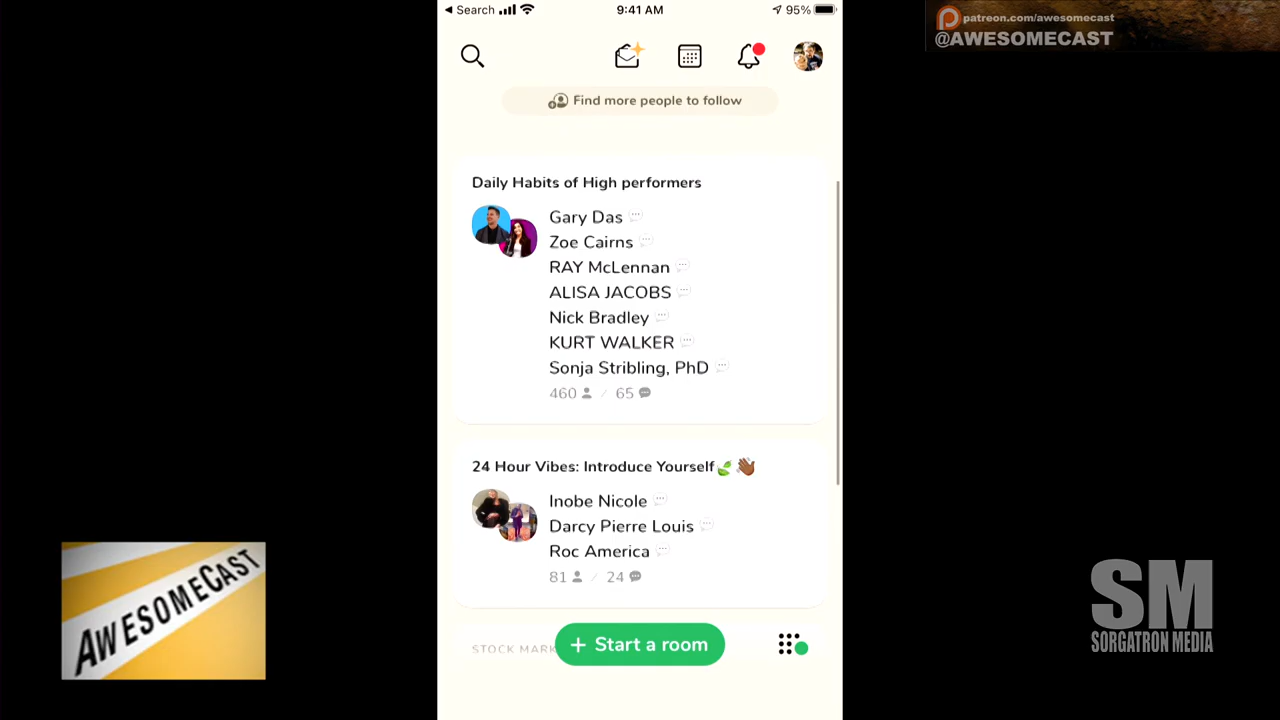 Search
9:41 AM
95%
patreon.com/awesomecast
@AWESOMECAST
Find more people to follow
Daily Habits of High performers
Gary Das
Zoe Cairns
RAY McLennan
ALISA JACOBS
Nick Bradley
KURT WALKER
Sonja Stribling, PhD
460 / 65
24 Hour Vibes: Introduce Yourself🍃👋🏾
Inobe Nicole
Darcy Pierre Louis
Roc America
81 / 24
STOCK MARK
+ Start a room
AWESOMECAST
SM
SORGATRON MEDIA